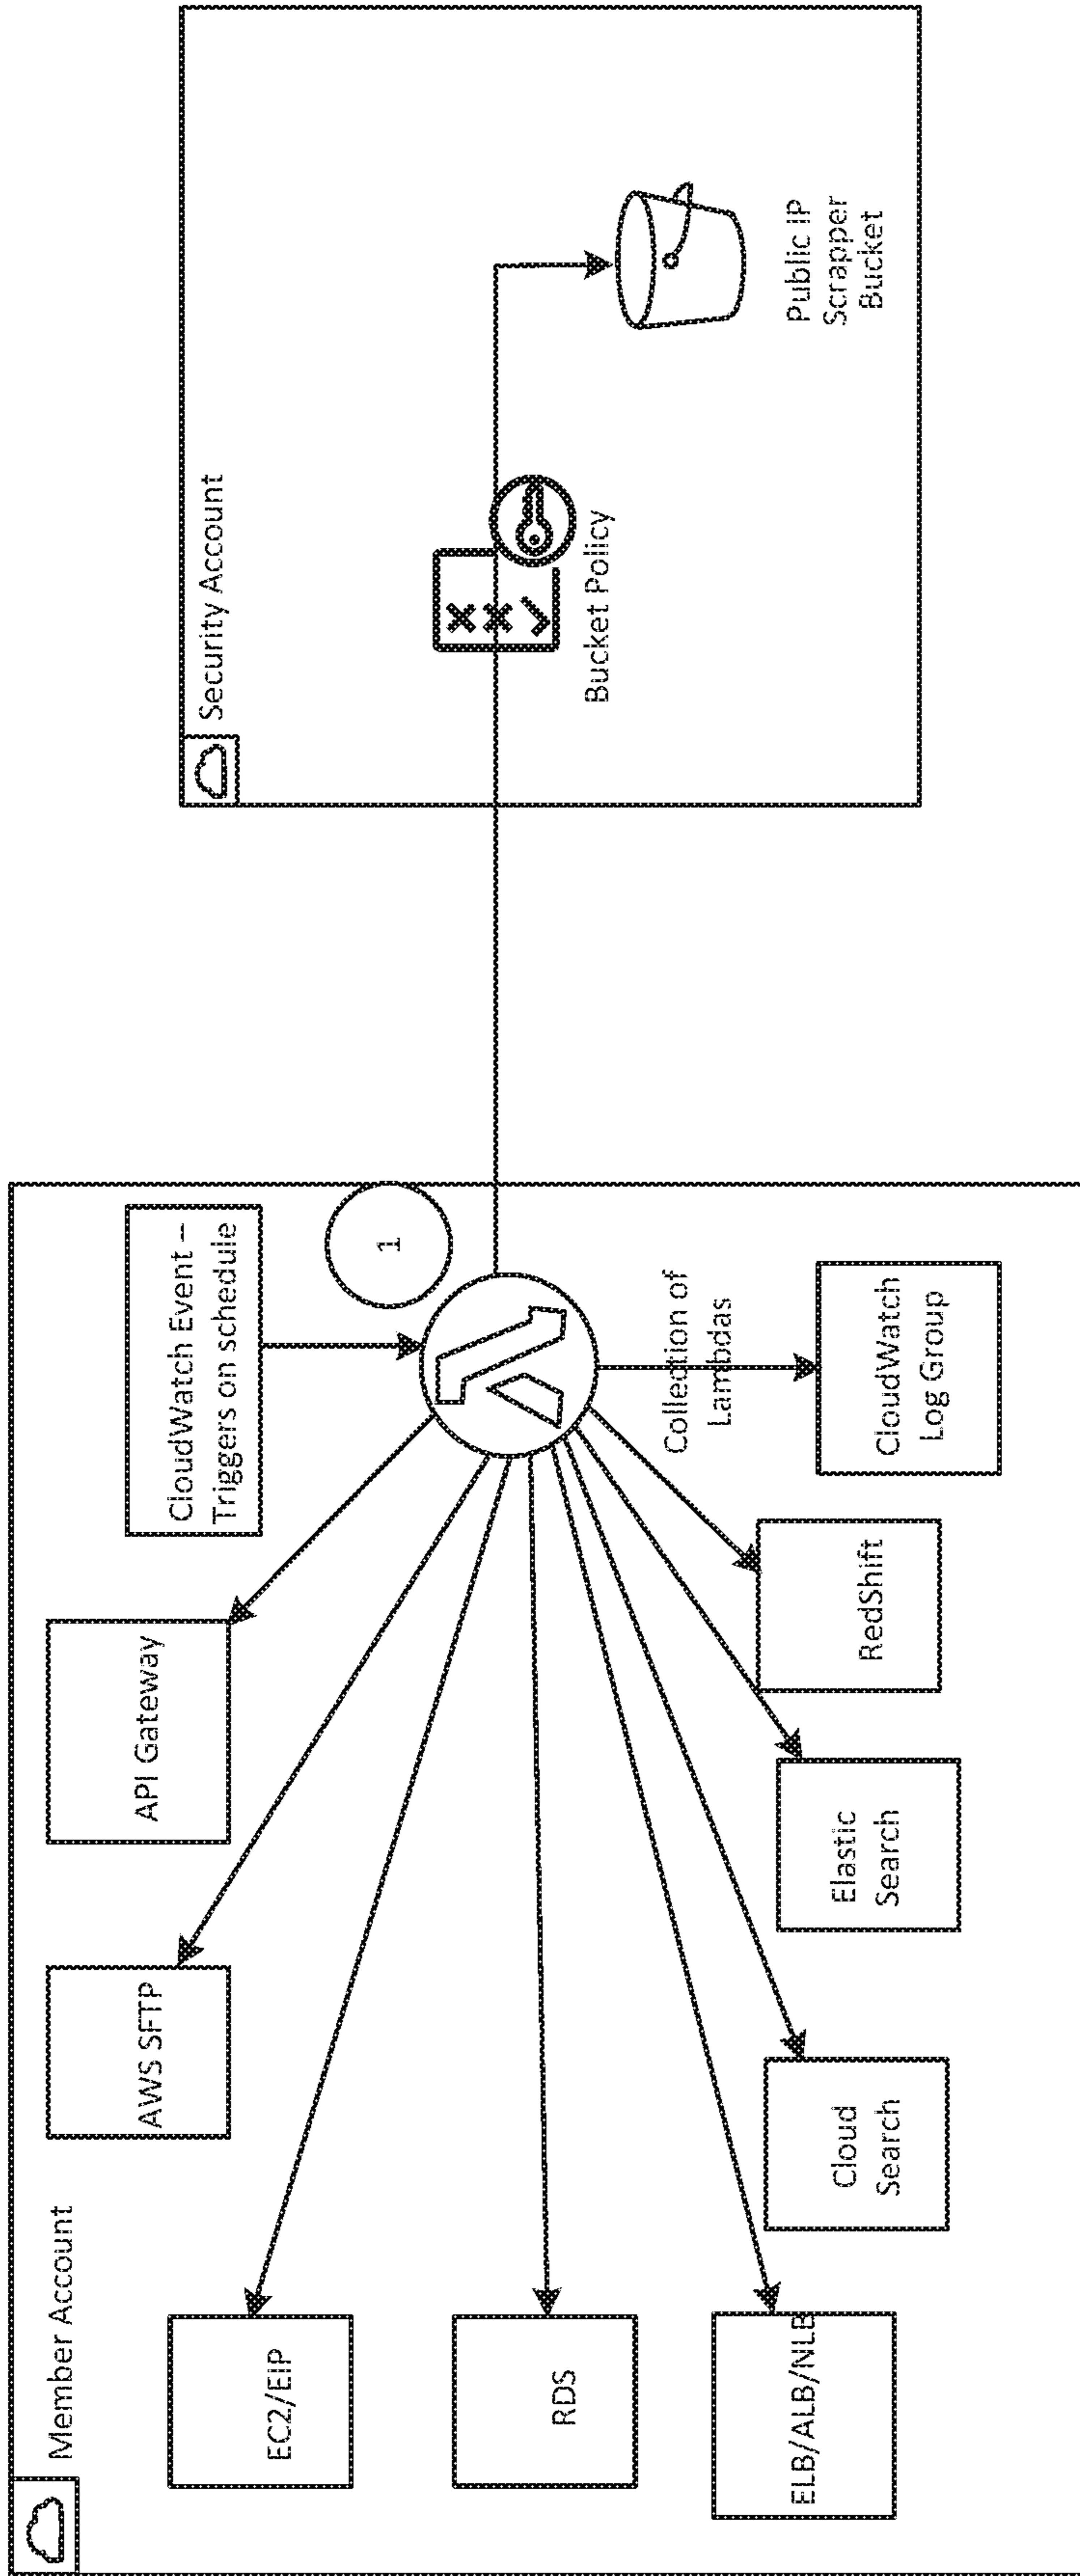 Member Account
EC2/EIP
RDS
ELB/ALB/NLB
AWS SFTP
API Gateway
Cloud
Search
Elastic
Search
RedShift
CloudWatch Event –
Triggers on schedule
1
Collection of
Lambdas
CloudWatch
Log Group
Security Account
Bucket Policy
Public IP
Scrapper
Bucket